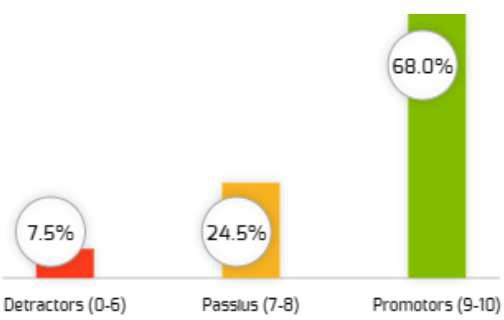 68.0%
7.5%
24.5%
Detractors (0-6)
Passius (7-8)
Promotors (9-10)